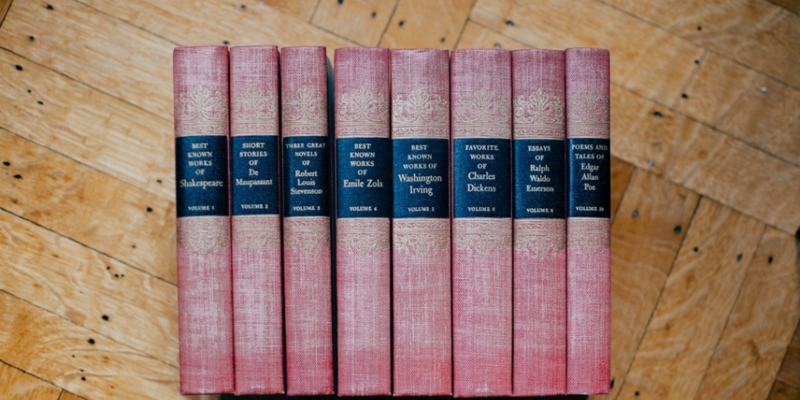 BEST
KNOWN
WORKS
OF
Shakespeare
VOLUME 1
SHORT
STORIES
OF
De
Maupassant
VOLUME 2
THREE GREAT
NOVELS
OF
Robert
Louis
Stevenson
VOLUME 3
BEST
KNOWN
WORKS
OF
Emile Zola
VOLUME 4
BEST
KNOWN
WORKS OF
Washington
Irving
VOLUME 5
FAVORITE
WORKS
OF
Charles
Dickens
VOLUME
ESSAYS
OF
Ralph
Waldo
Emerson
VOLUME
POEMS AND
TALES OF
Edgar
Allan
Poe
VOLUME 10